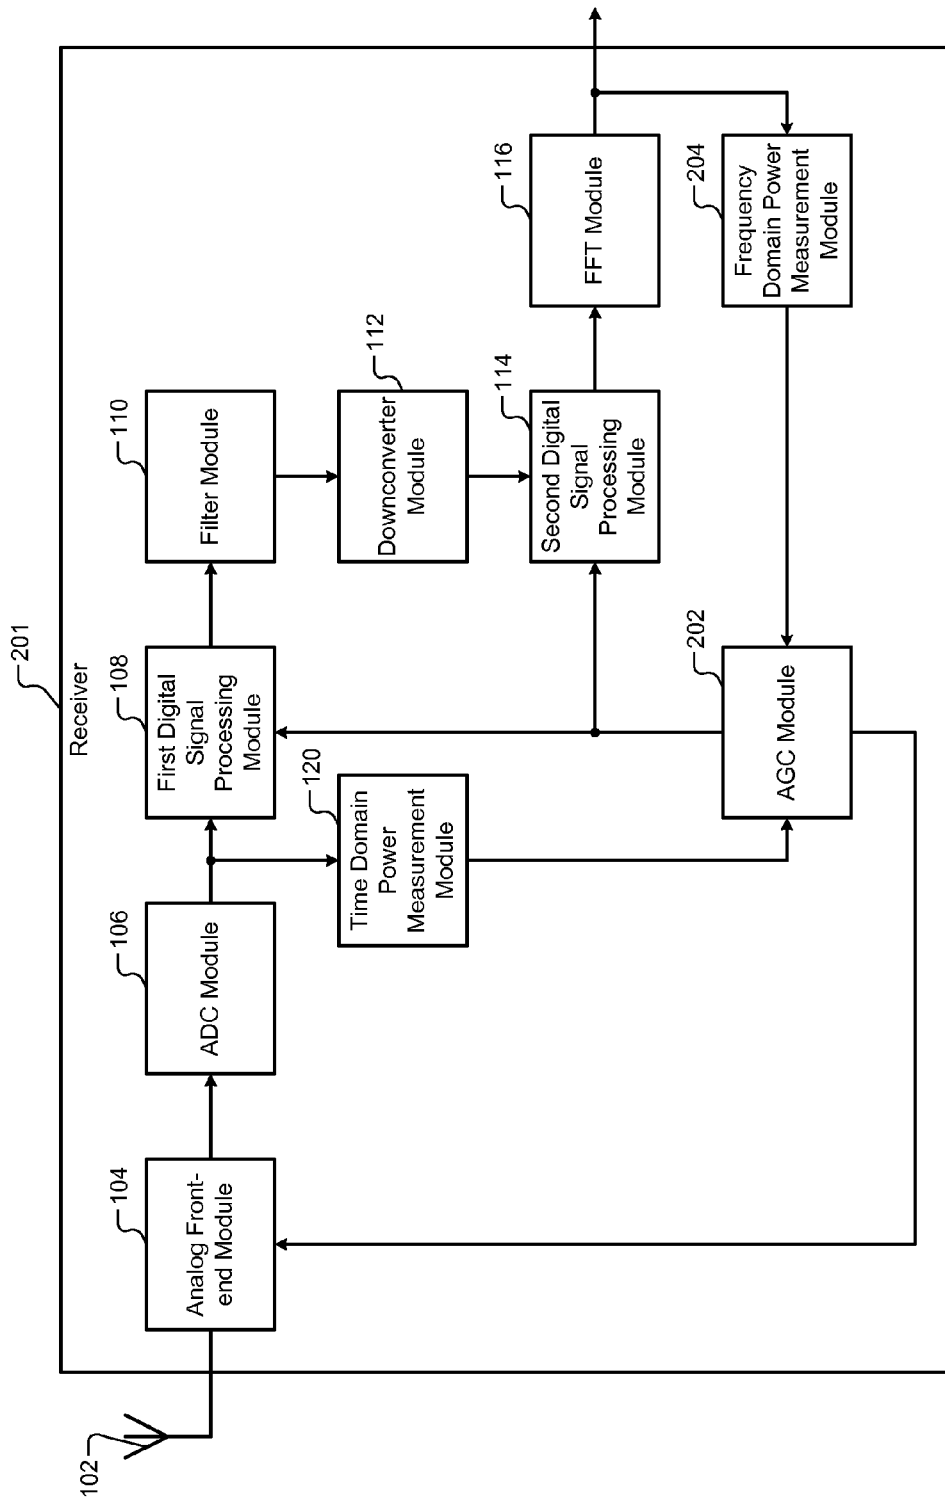 201
Receiver
102
104
Analog Front-
end Module
106
ADC Module
108
First Digital
Signal
Processing
Module
110
Filter Module
120
Time Domain
Power
Measurement
Module
112
Downconverter
Module
114
Second Digital
Signal
Processing
Module
116
FFT Module
202
AGC Module
204
Frequency
Domain Power
Measurement
Module